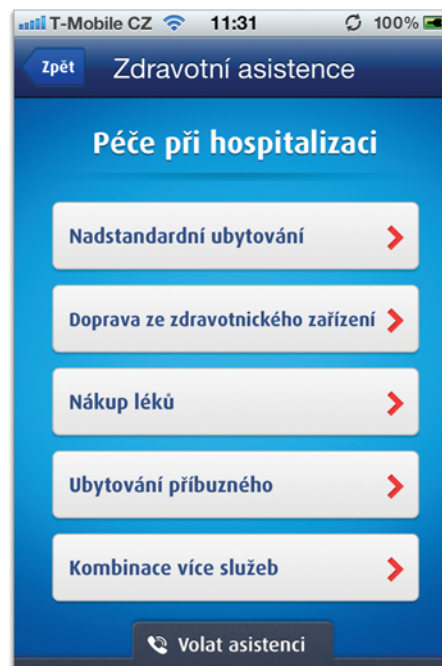 T-Mobile CZ 11:31 100%
Zpět Zdravotní asistence
Péče při hospitalizaci
Nadstandardní ubytování
Doprava ze zdravotnického zařízení
Nákup léků
Ubytování příbuzného
Kombinace více služeb
Volat asistenci